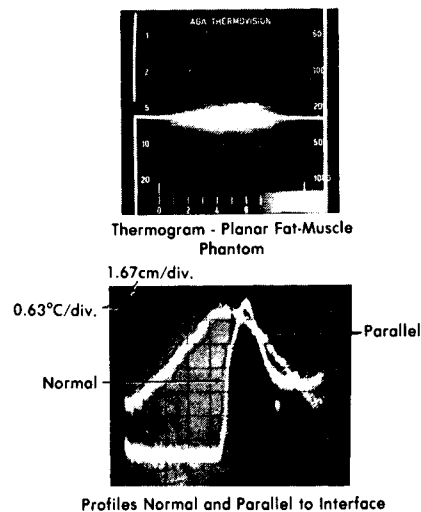 AGA THERMOVISION
1 50
2 100
5 20
10 50
20 100
0 2 4 6
Thermogram - Planar Fat-Muscle
Phantom
1.67cm/div.
0.63°C/div.
Parallel
Normal
Profiles Normal and Parallel to Interface